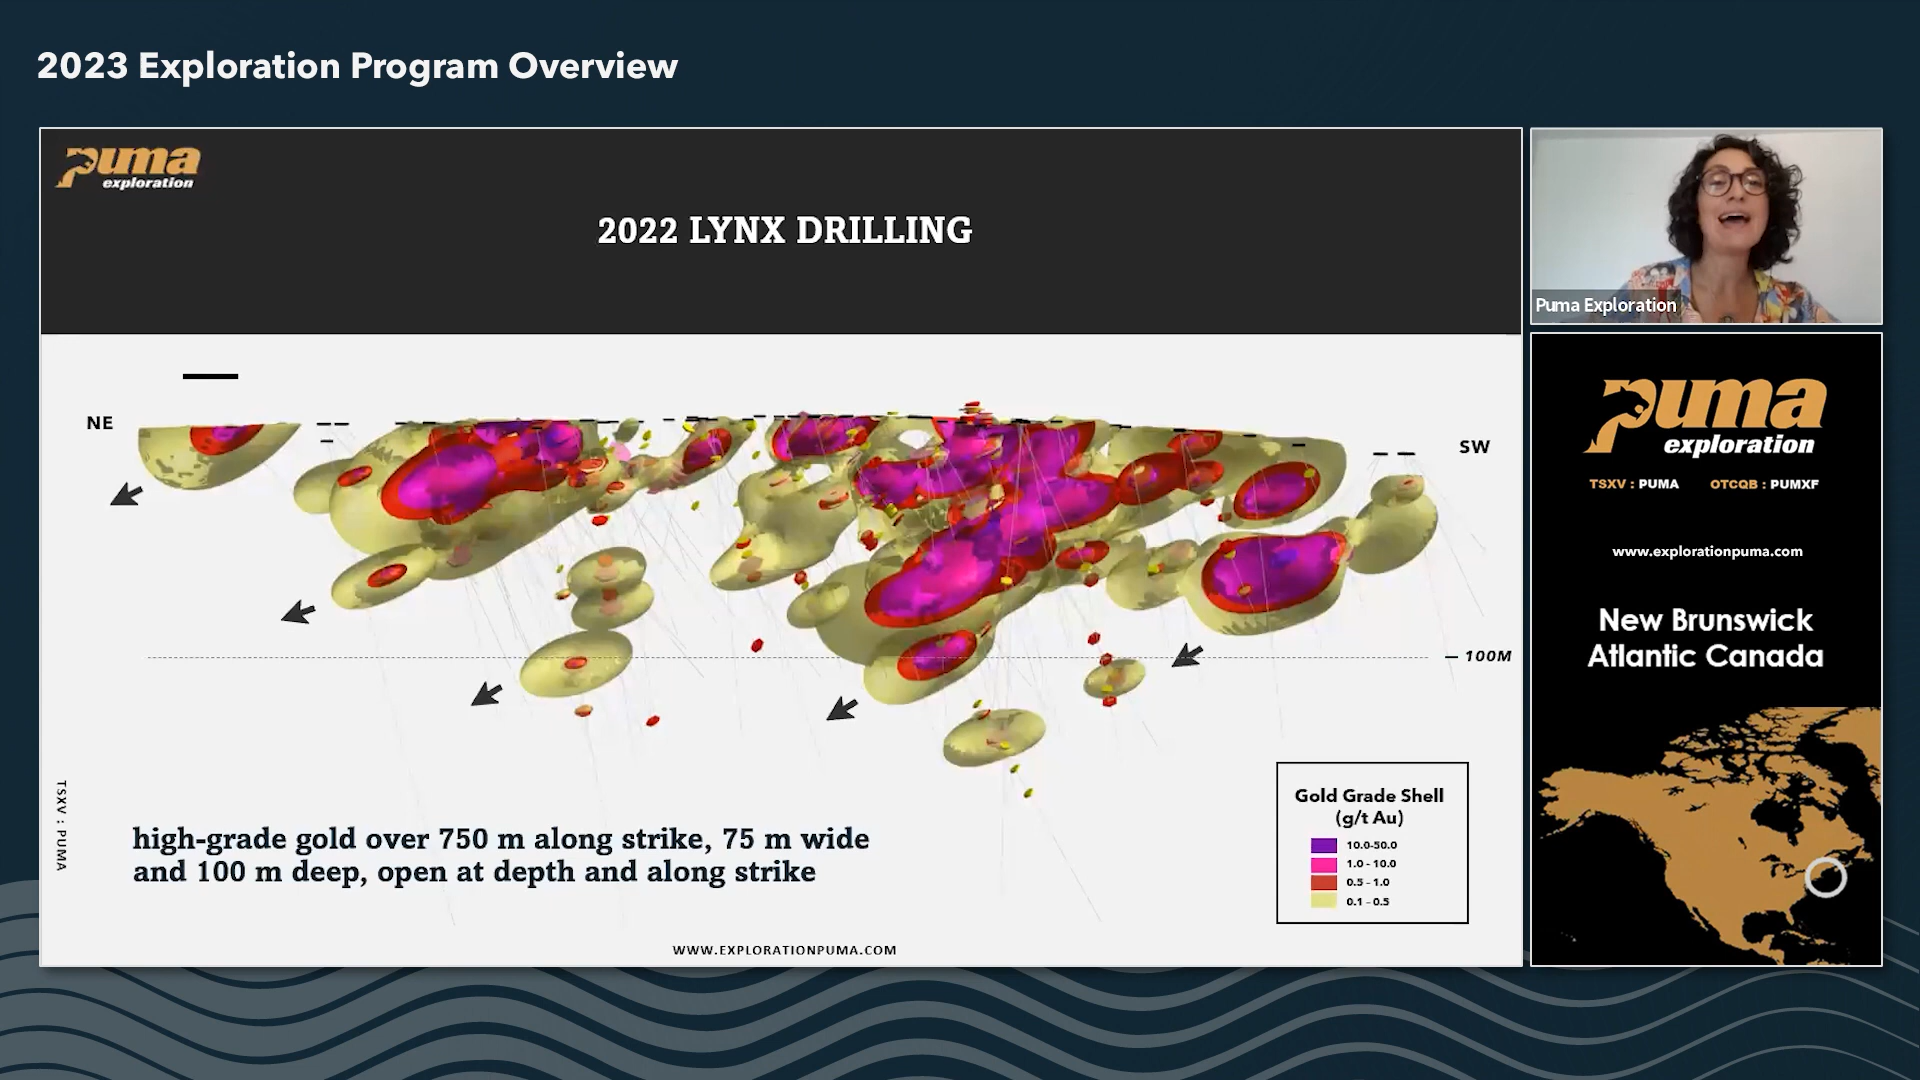 2023 Exploration Program Overview
puma
exploration
2022 LYNX DRILLING
NE
SW
100M
TSXV : PUMA
high-grade gold over 750 m along strike, 75 m wide
and 100 m deep, open at depth and along strike
Gold Grade Shell
(g/t Au)
10.0-50.0
1.0 - 10.0
0.5 - 1.0
0.1 - 0.5
WWW.EXPLORATIONPUMA.COM
Puma Exploration
puma
exploration
TSXV : PUMA OTCQB : PUMXF
www.explorationpuma.com
New Brunswick
Atlantic Canada